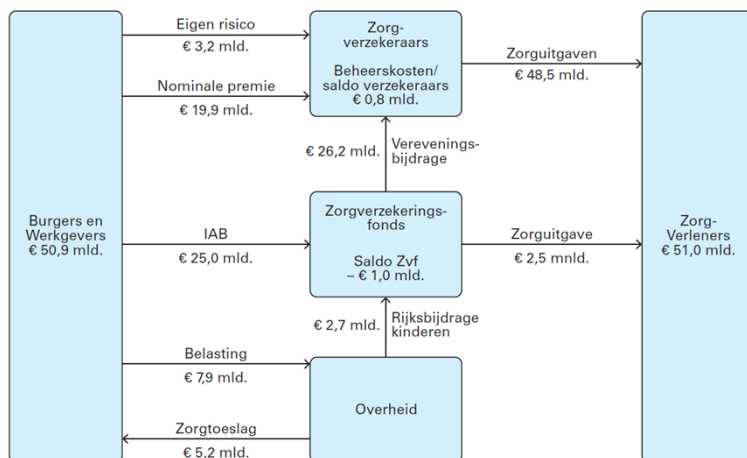 Eigen risico
€ 3,2 mld.
Nominale premie
€ 19,9 mld.
Zorg-
verzekeraars
Beheerskosten/
saldo verzekeraars
€ 0,8 mld.
Zorguitgaven
€ 48,5 mld.
€ 26,2 mld.
Verevenings-
bijdrage
Burgers en
Werkgevers
€ 50,9 mld.
IAB
€ 25,0 mld.
Zorgverzekerings-
fonds
Saldo Zvf
– € 1,0 mld.
Zorguitgave
€ 2,5 mnld.
Zorg-
Verleners
€ 51,0 mld.
€ 2,7 mld.
Rijksbijdrage
kinderen
Belasting
€ 7,9 mld.
Overheid
Zorgtoeslag
€ 5,2 mld.